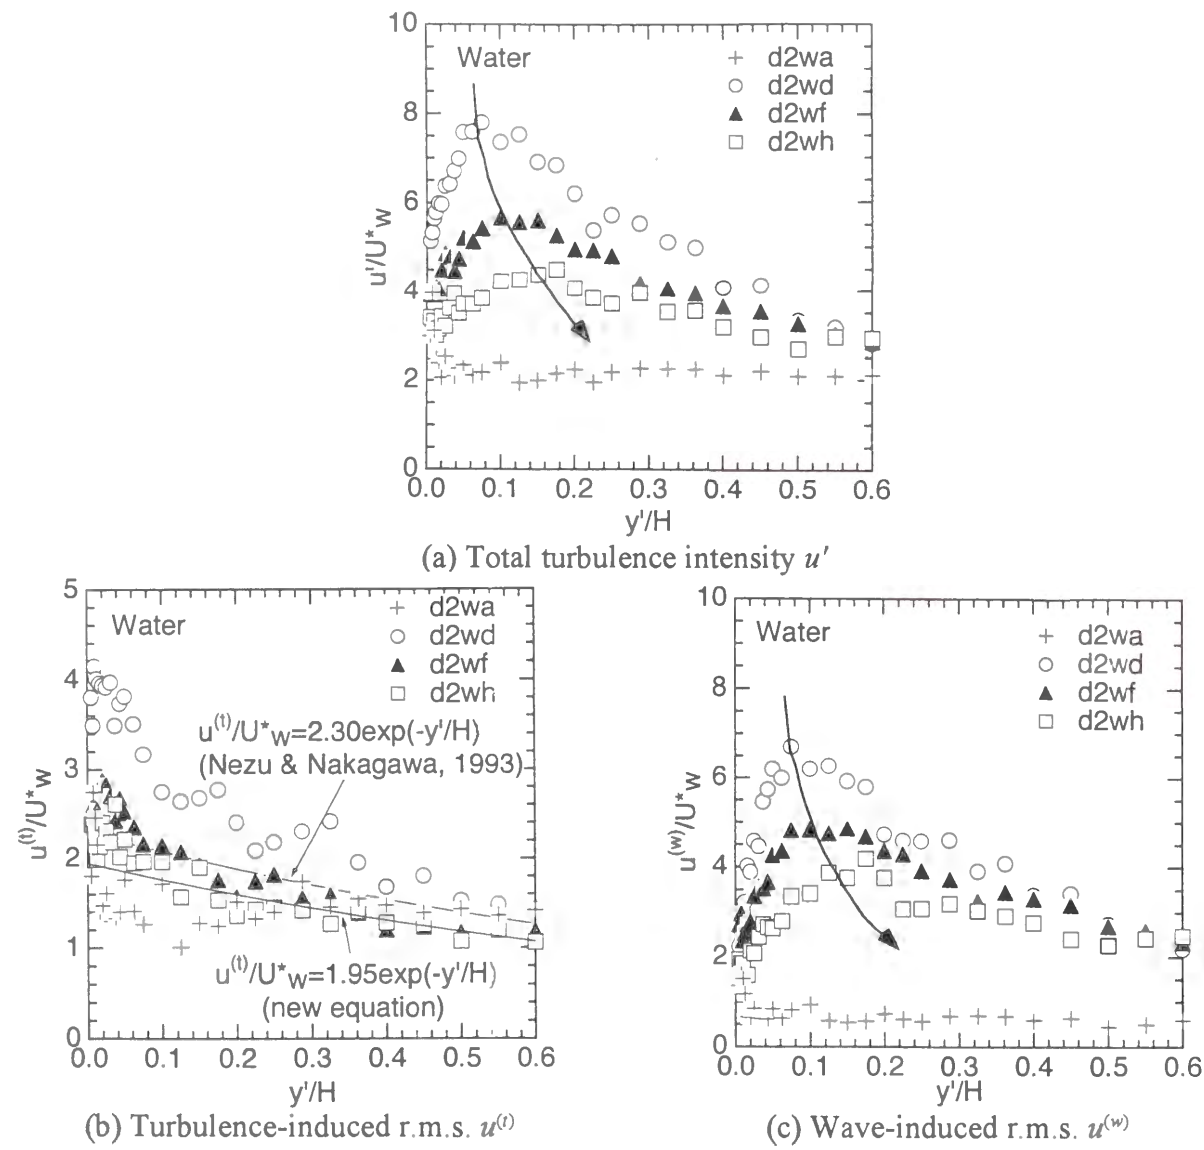 10
8
6
4
2
0
u'/U*w
Water
d2wa
d2wd
d2wf
d2wh
0.0 0.1 0.2 0.3 0.4 0.5 0.6
y'/H
(a) Total turbulence intensity u'
5
4
3
2
1
0
u(t)/U*w
Water
d2wa
d2wd
d2wf
d2wh
u(t)/U*w=2.30exp(-y'/H)
(Nezu & Nakagawa, 1993)
u(t)/U*w=1.95exp(-y'/H)
(new equation)
0.0 0.1 0.2 0.3 0.4 0.5 0.6
y'/H
(b) Turbulence-induced r.m.s. u(t)
10
8
6
4
2
0
u(w)/U*w
Water
d2wa
d2wd
d2wf
d2wh
0.0 0.1 0.2 0.3 0.4 0.5 0.6
y'/H
(c) Wave-induced r.m.s. u(w)